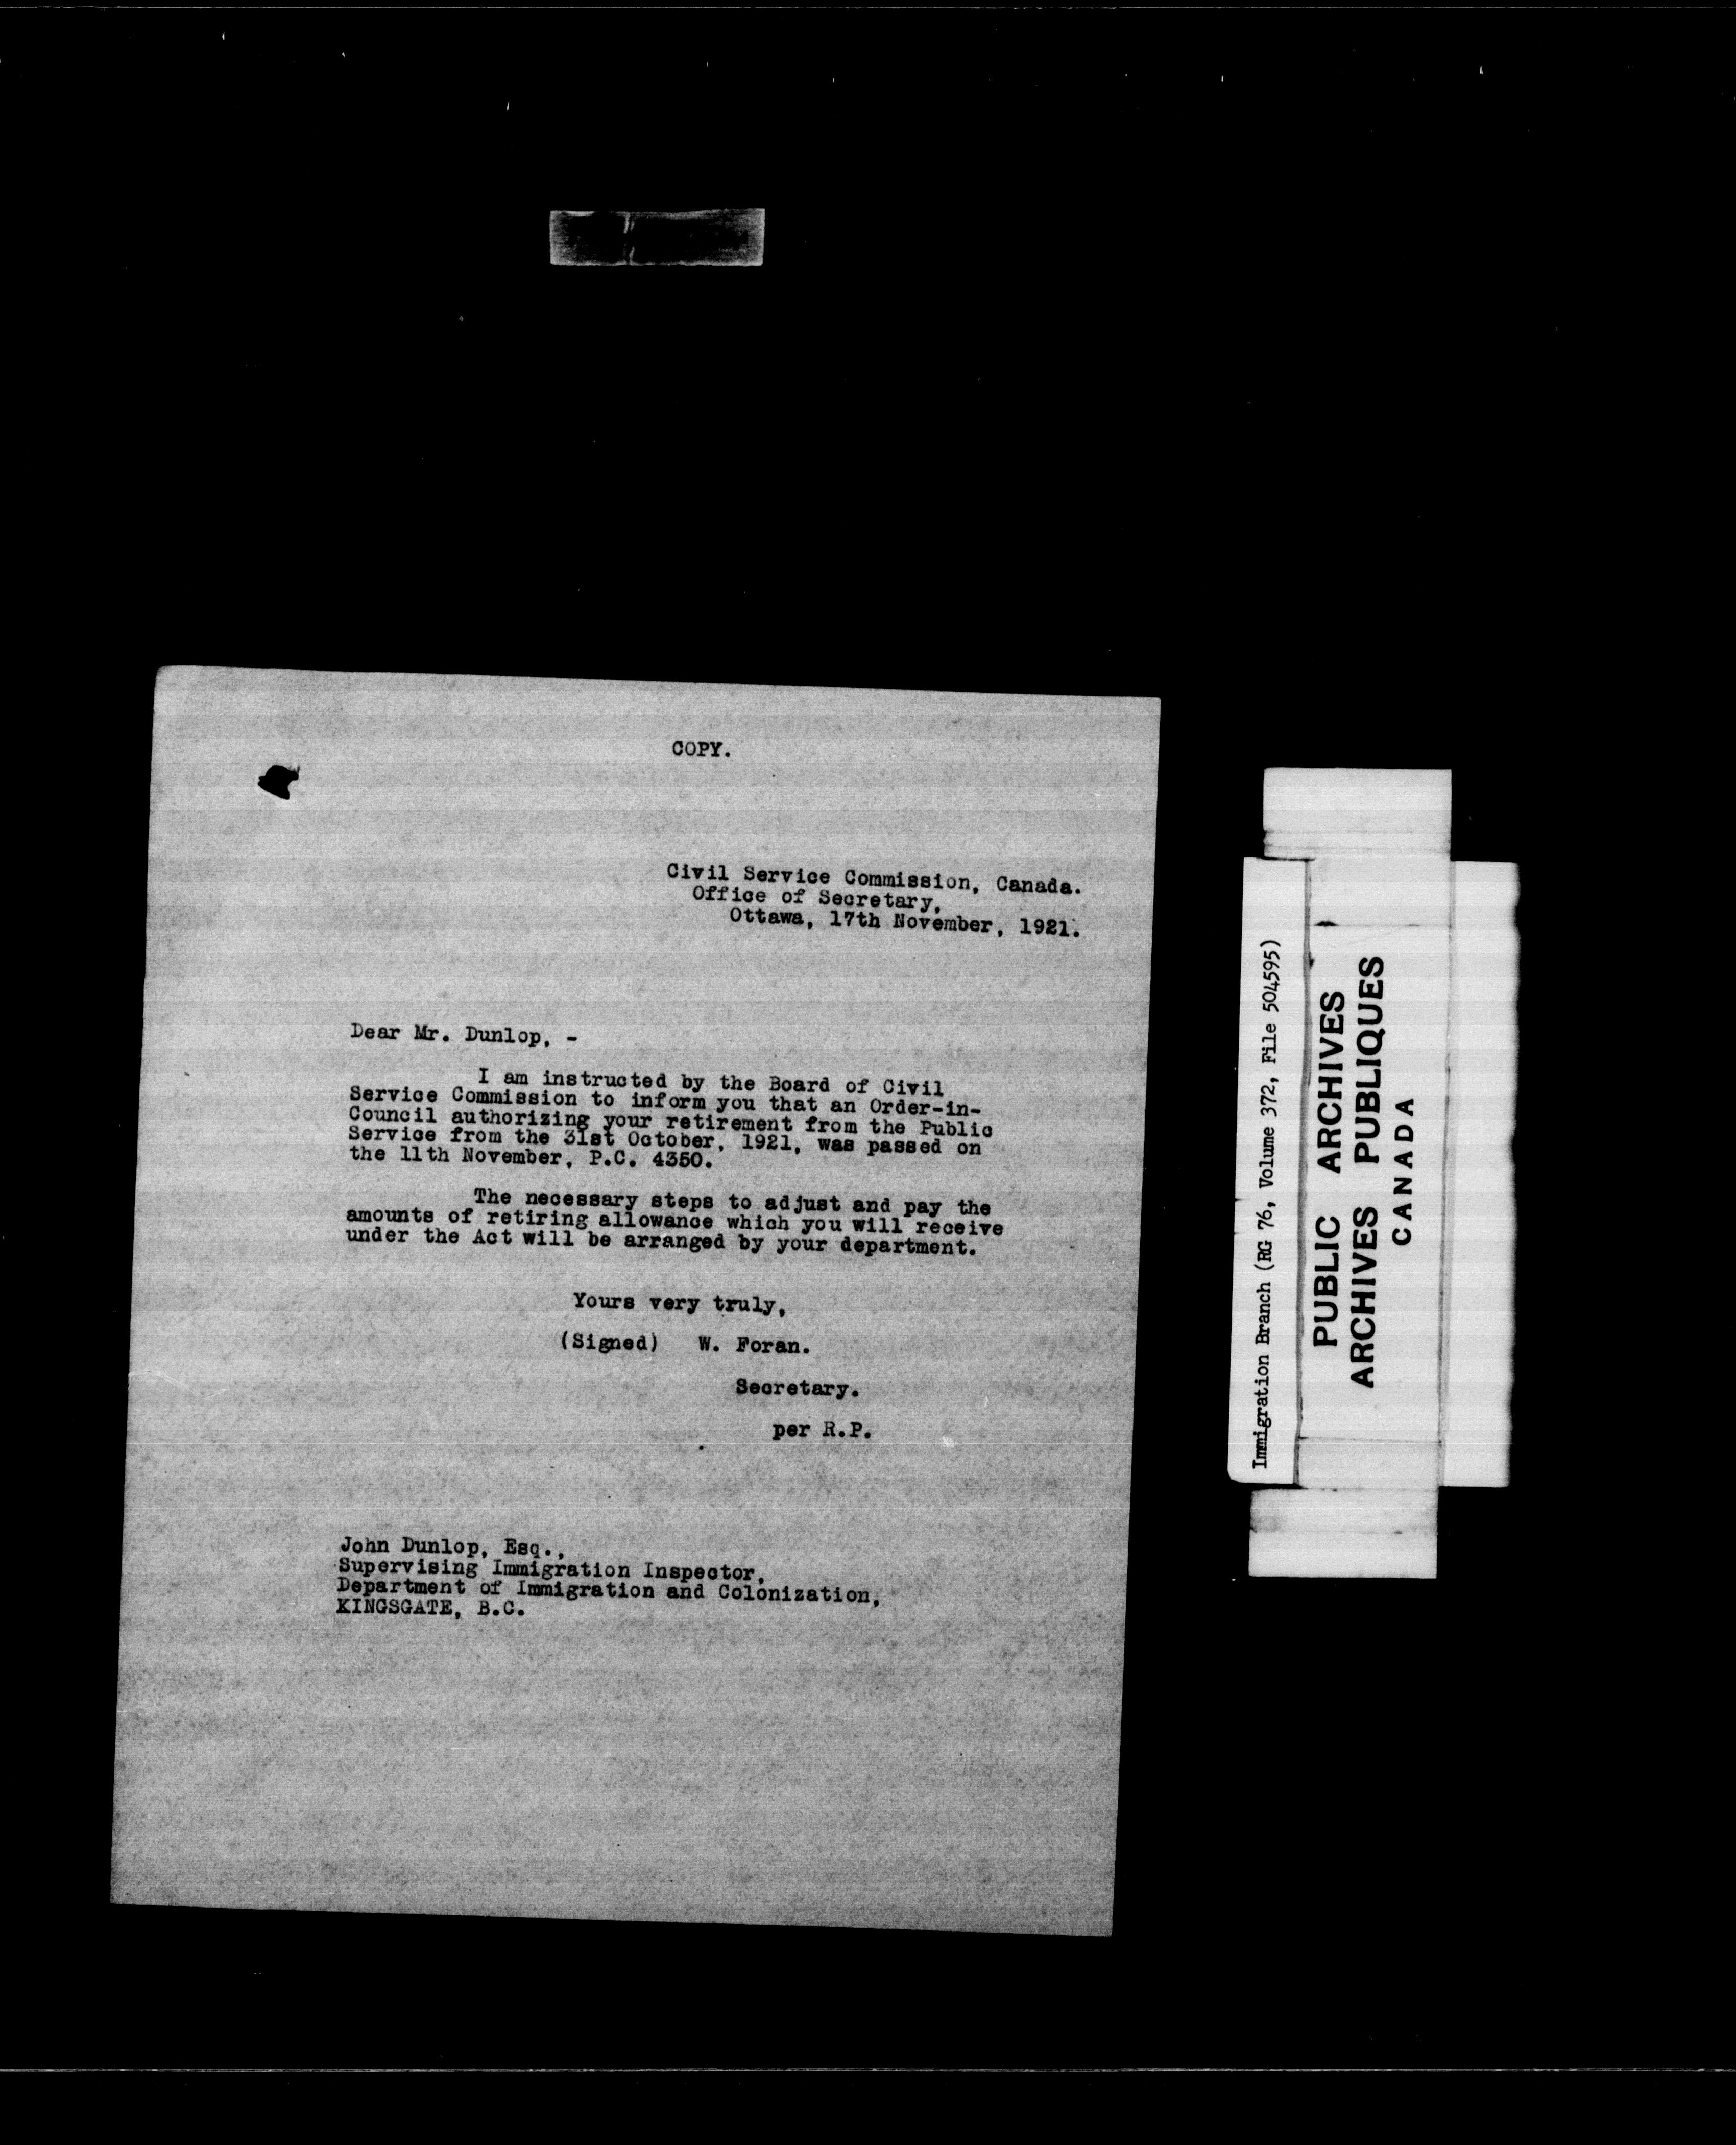 COPY.
Civil Service Commission, Canada.
Office of Secretary,
Ottawa, 17th November, 1921.
Dear Mr. Dunlop, -
I am instructed by the Board of Civil
Service Commission to inform you that an Order-in-
Council authorizing your retirement from the Public
Service from the 31st October, 1921, was passed on
the 11th November, P.C. 4350.
The necessary steps to adjust and pay the
amounts of retiring allowance which you will receive
under the Act will be arranged by your department.
Yours very truly,
(Signed) W. Foran.
Secretary.
per R.P.
John Dunlop, Esq.,
Supervising Immigration Inspector,
Department of Immigration and Colonization,
KINGSGATE, B.C.
Immigration Branch (RG 76, Volume 372, File 504595)
PUBLIC ARCHIVES
ARCHIVES PUBLIQUES
CANADA